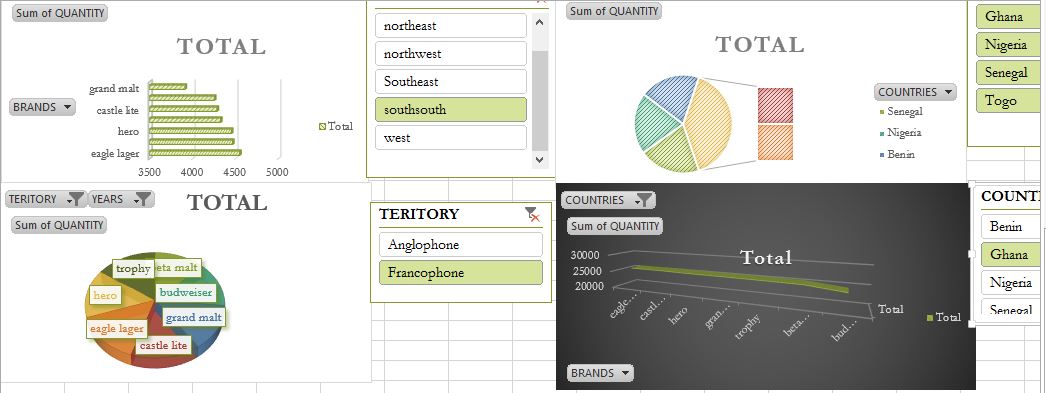 Sum of QUANTITY
TOTAL
BRANDS
grand malt
castle lite
hero
eagle lager
3500 4000 4500 5000
Total
northeast
northwest
Southeast
southsouth
west
Sum of QUANTITY
TOTAL
COUNTRIES
Senegal
Nigeria
Benin
Ghana
Nigeria
Senegal
Togo
TERITORY
YEARS
TOTAL
Sum of QUANTITY
trophy
eta malt
budweiser
hero
grand malt
eagle lager
castle lite
TERITORY
Anglophone
Francophone
COUNTRIES
Sum of QUANTITY
Total
30000
25000
20000
eagle...
castl...
hero
gran...
trophy
beta...
bud...
Total
Total
BRANDS
COUNT
Benin
Ghana
Nigeria
Senegal